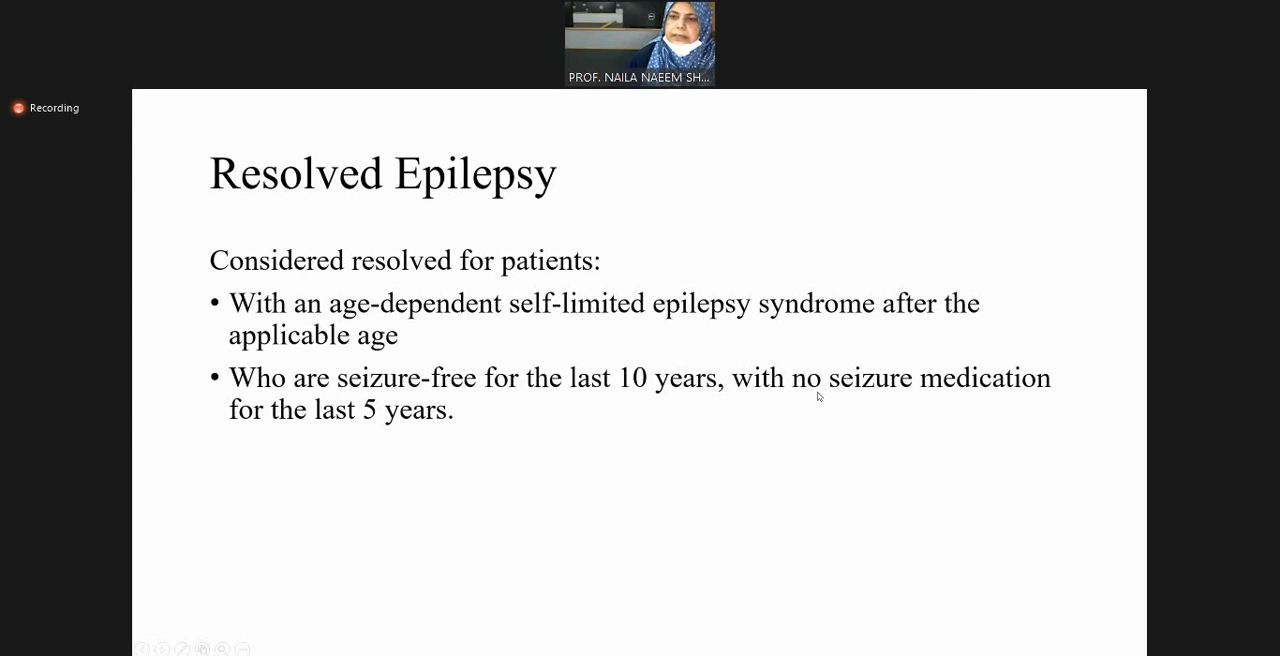 PROF. NAILA NAEEM SH...
Recording
Resolved Epilepsy
Considered resolved for patients:
• With an age-dependent self-limited epilepsy syndrome after the
applicable age
• Who are seizure-free for the last 10 years, with no seizure medication
for the last 5 years.